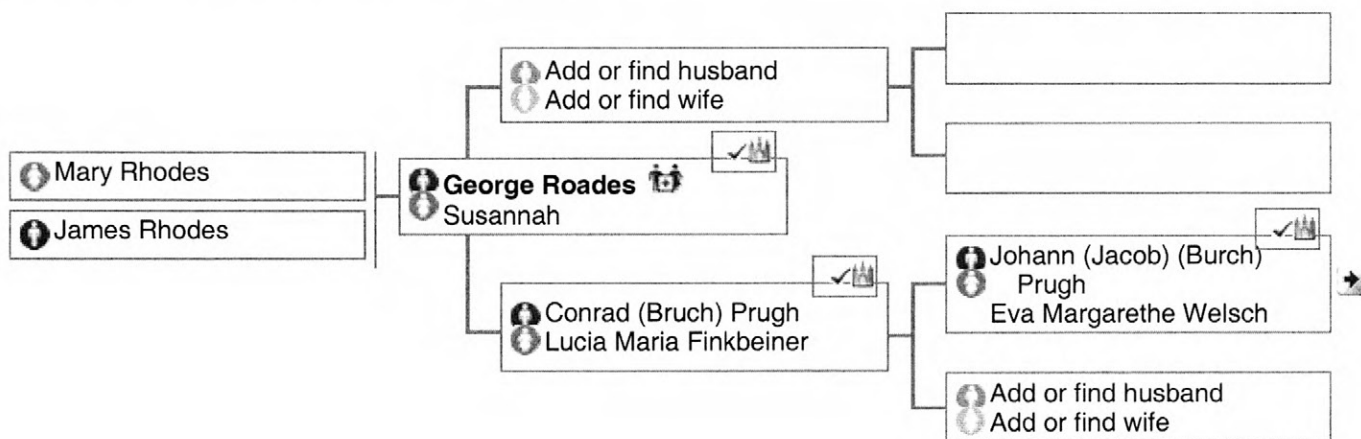 Mary Rhodes
James Rhodes
George Roades
Susannah
Add or find husband
Add or find wife
Conrad (Bruch) Prugh
Lucia Maria Finkbeiner
Johann (Jacob) (Burch)
Prugh
Eva Margarethe Welsch
Add or find husband
Add or find wife